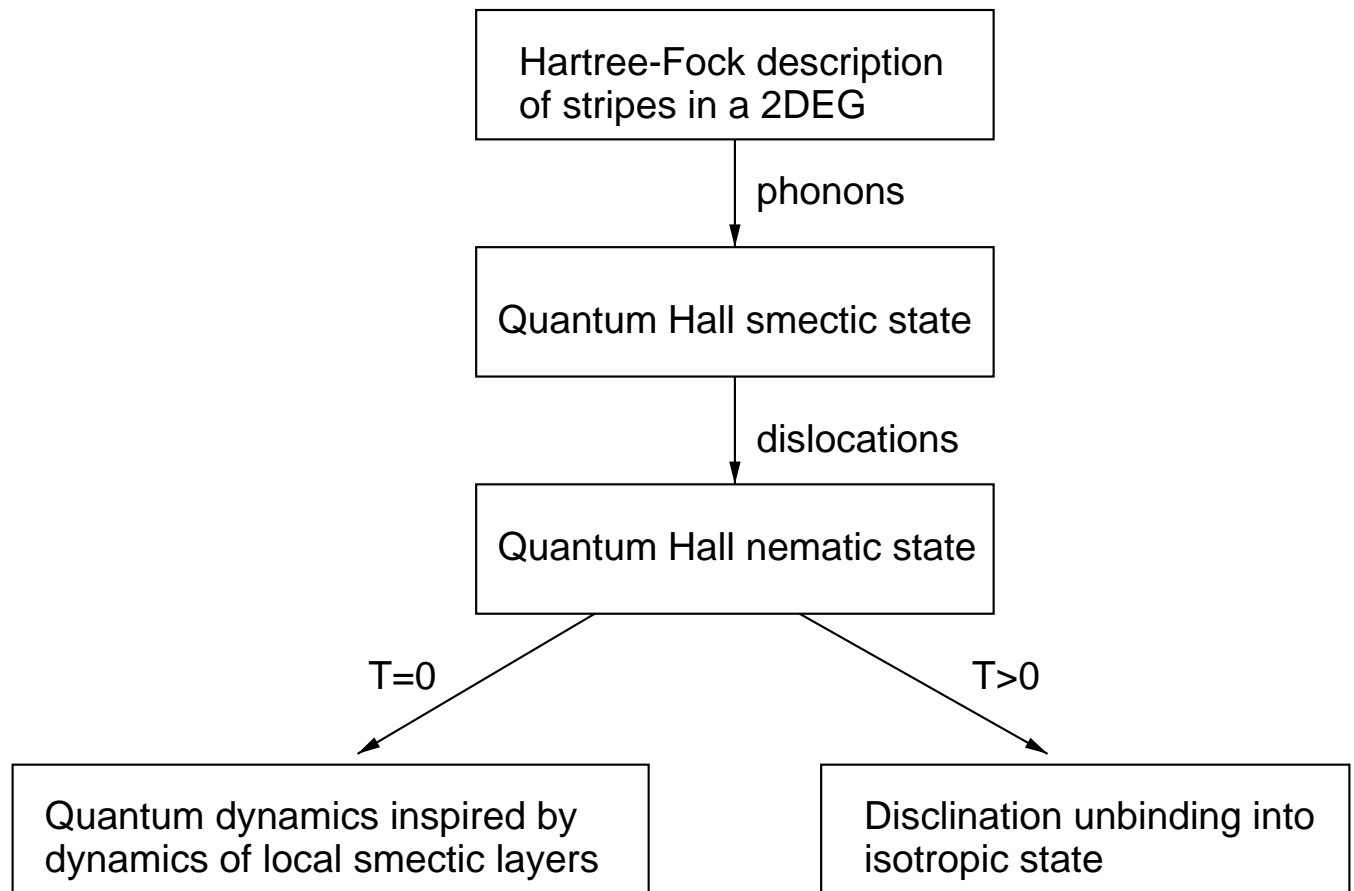 Hartree-Fock description
of stripes in a 2DEG
phonons
Quantum Hall smectic state
dislocations
Quantum Hall nematic state
T=0
T>0
Quantum dynamics inspired by
dynamics of local smectic layers
Disclination unbinding into
isotropic state